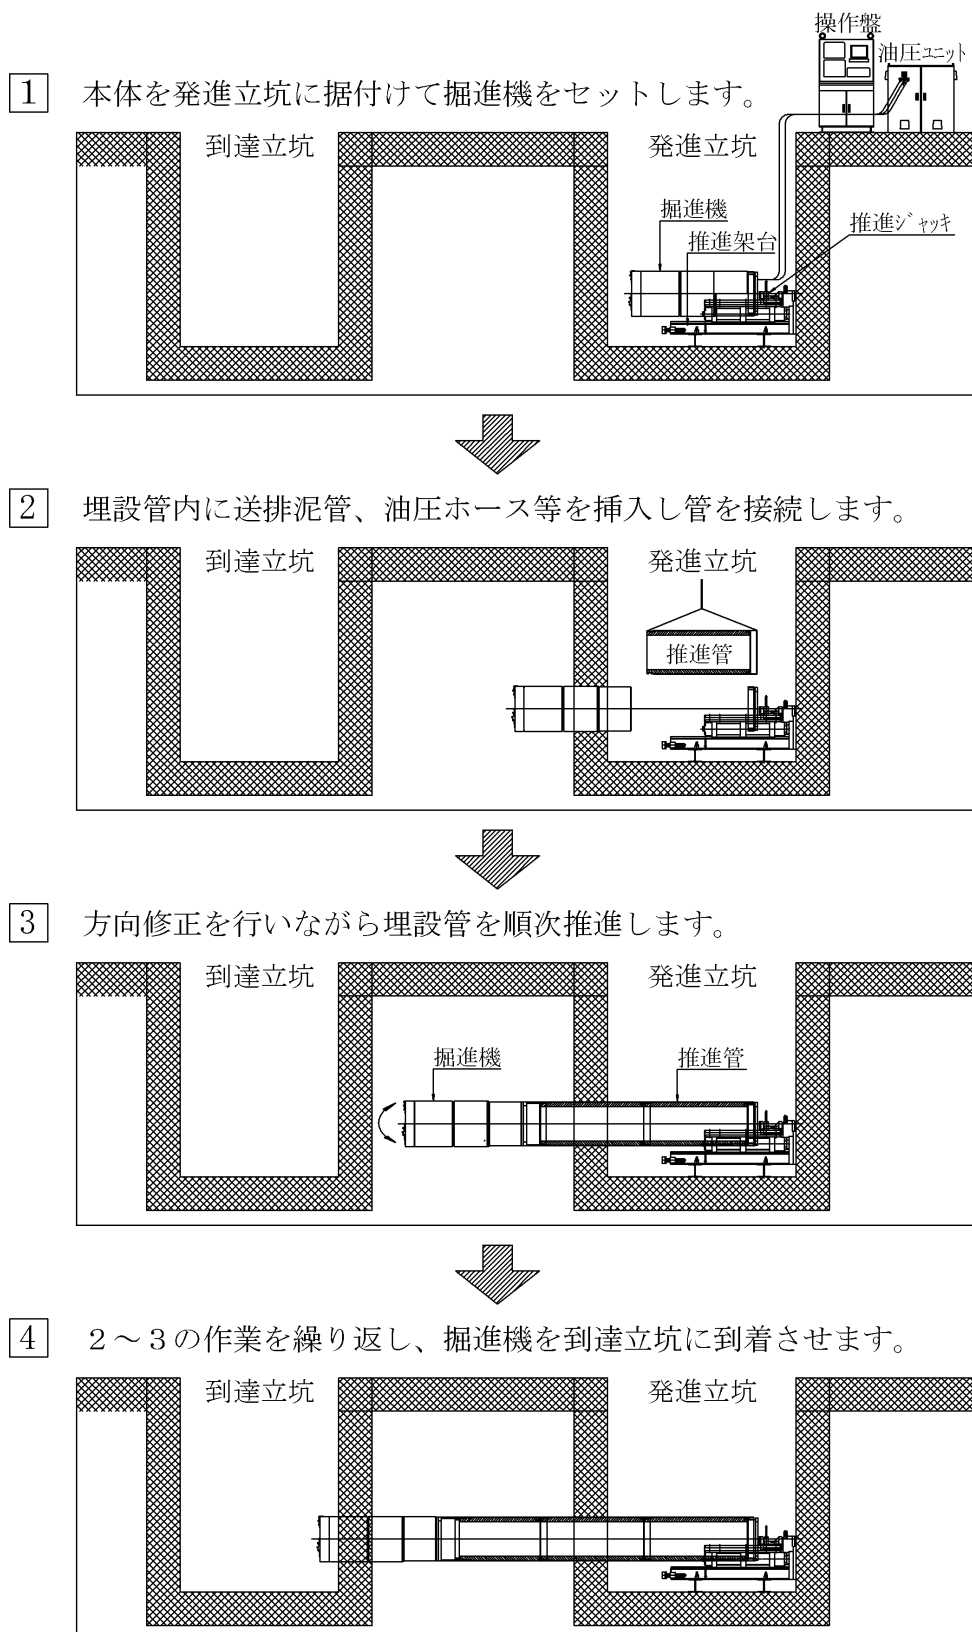 操作盤
油圧ユニット
1 本体を発進立坑に据付けて掘進機をセットします。
到達立坑
発進立坑
掘進機
推進ジャッキ
推進架台
2 埋設管内に送排泥管、油圧ホース等を挿入し管を接続します。
到達立坑
発進立坑
推進管
3 方向修正を行いながら埋設管を順次推進します。
到達立坑
発進立坑
掘進機
推進管
4 2～3の作業を繰り返し、掘進機を到達立坑に到着させます。
到達立坑
発進立坑